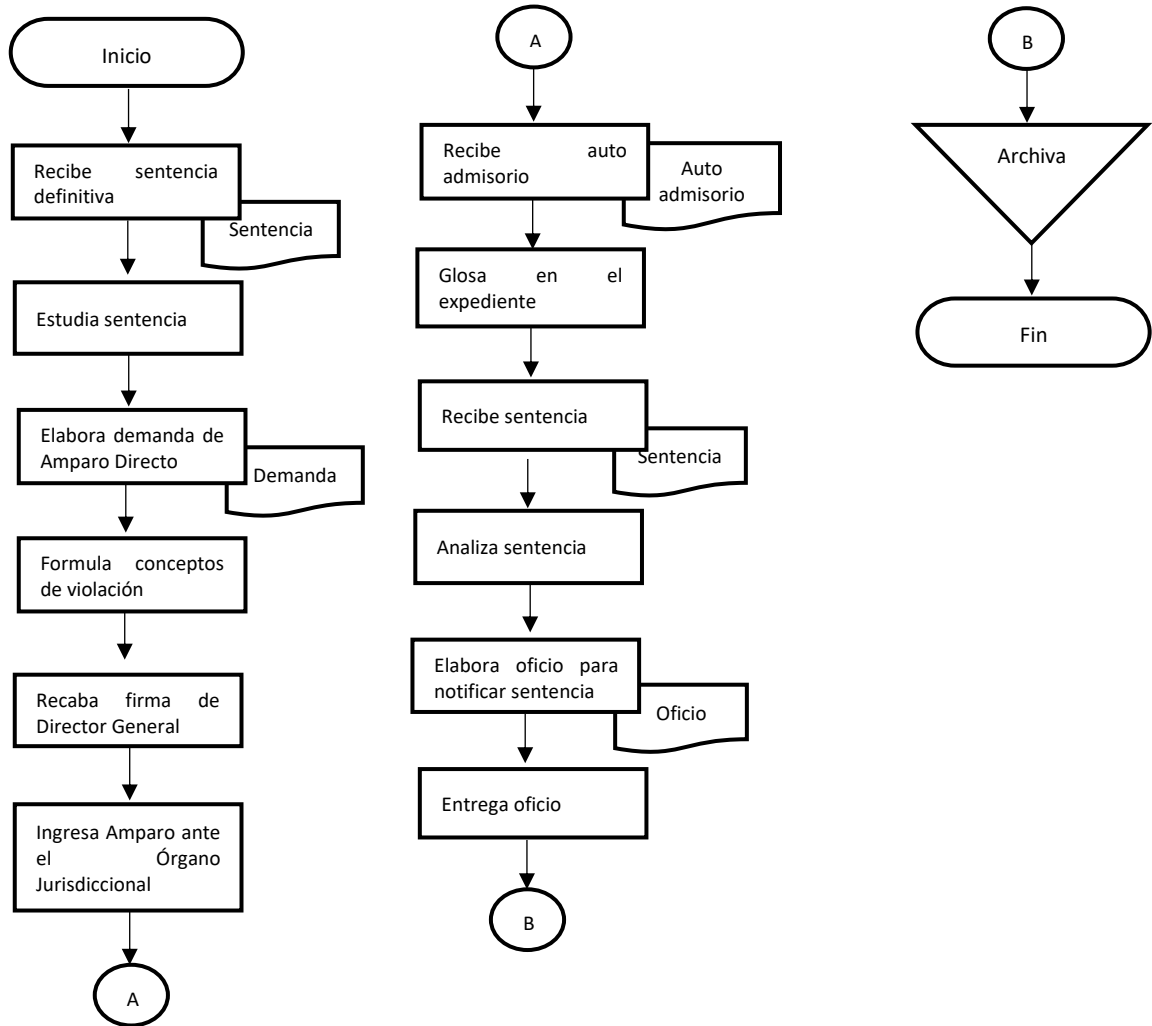 Inicio
Recibe sentencia
definitiva
Sentencia
Estudia sentencia
Elabora demanda de
Amparo Directo
Demanda
Formula conceptos
de violación
Recaba firma de
Director General
Ingresa Amparo ante
el Órgano
Jurisdiccional
A
A
Recibe auto
admisorio
Auto
admisorio
Glosa en el
expediente
Recibe sentencia
Sentencia
Analiza sentencia
Elabora oficio para
notificar sentencia
Oficio
Entrega oficio
B
B
Archiva
Fin